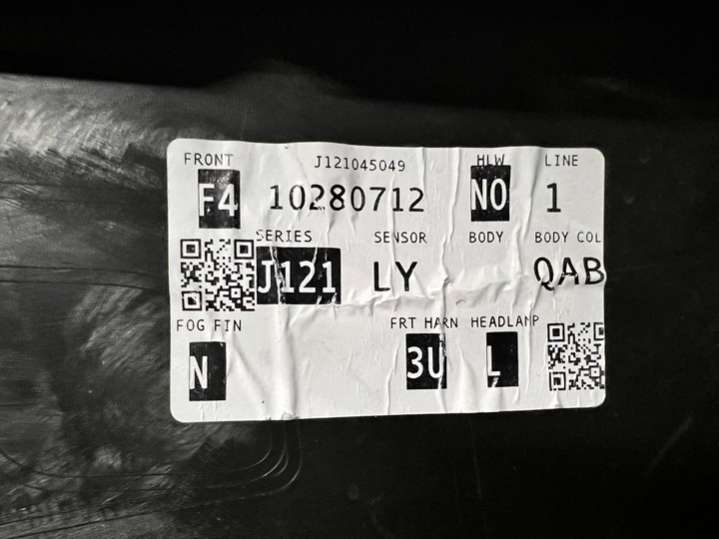 FRONT J121045049 HLW LINE
F4 10280712 NO 1
SERIES SENSOR BODY BODY COL
J121 LY QAB
FOG FIN FRT HARN HEADLAMP
N 3U L